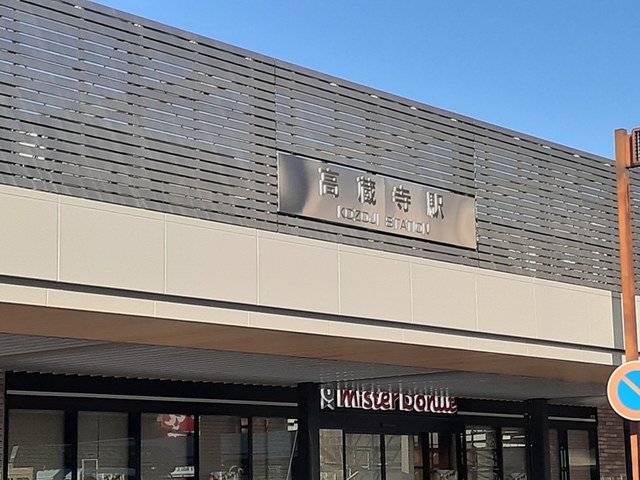 高蔵寺駅
KOZOJI STATION
mister Donut